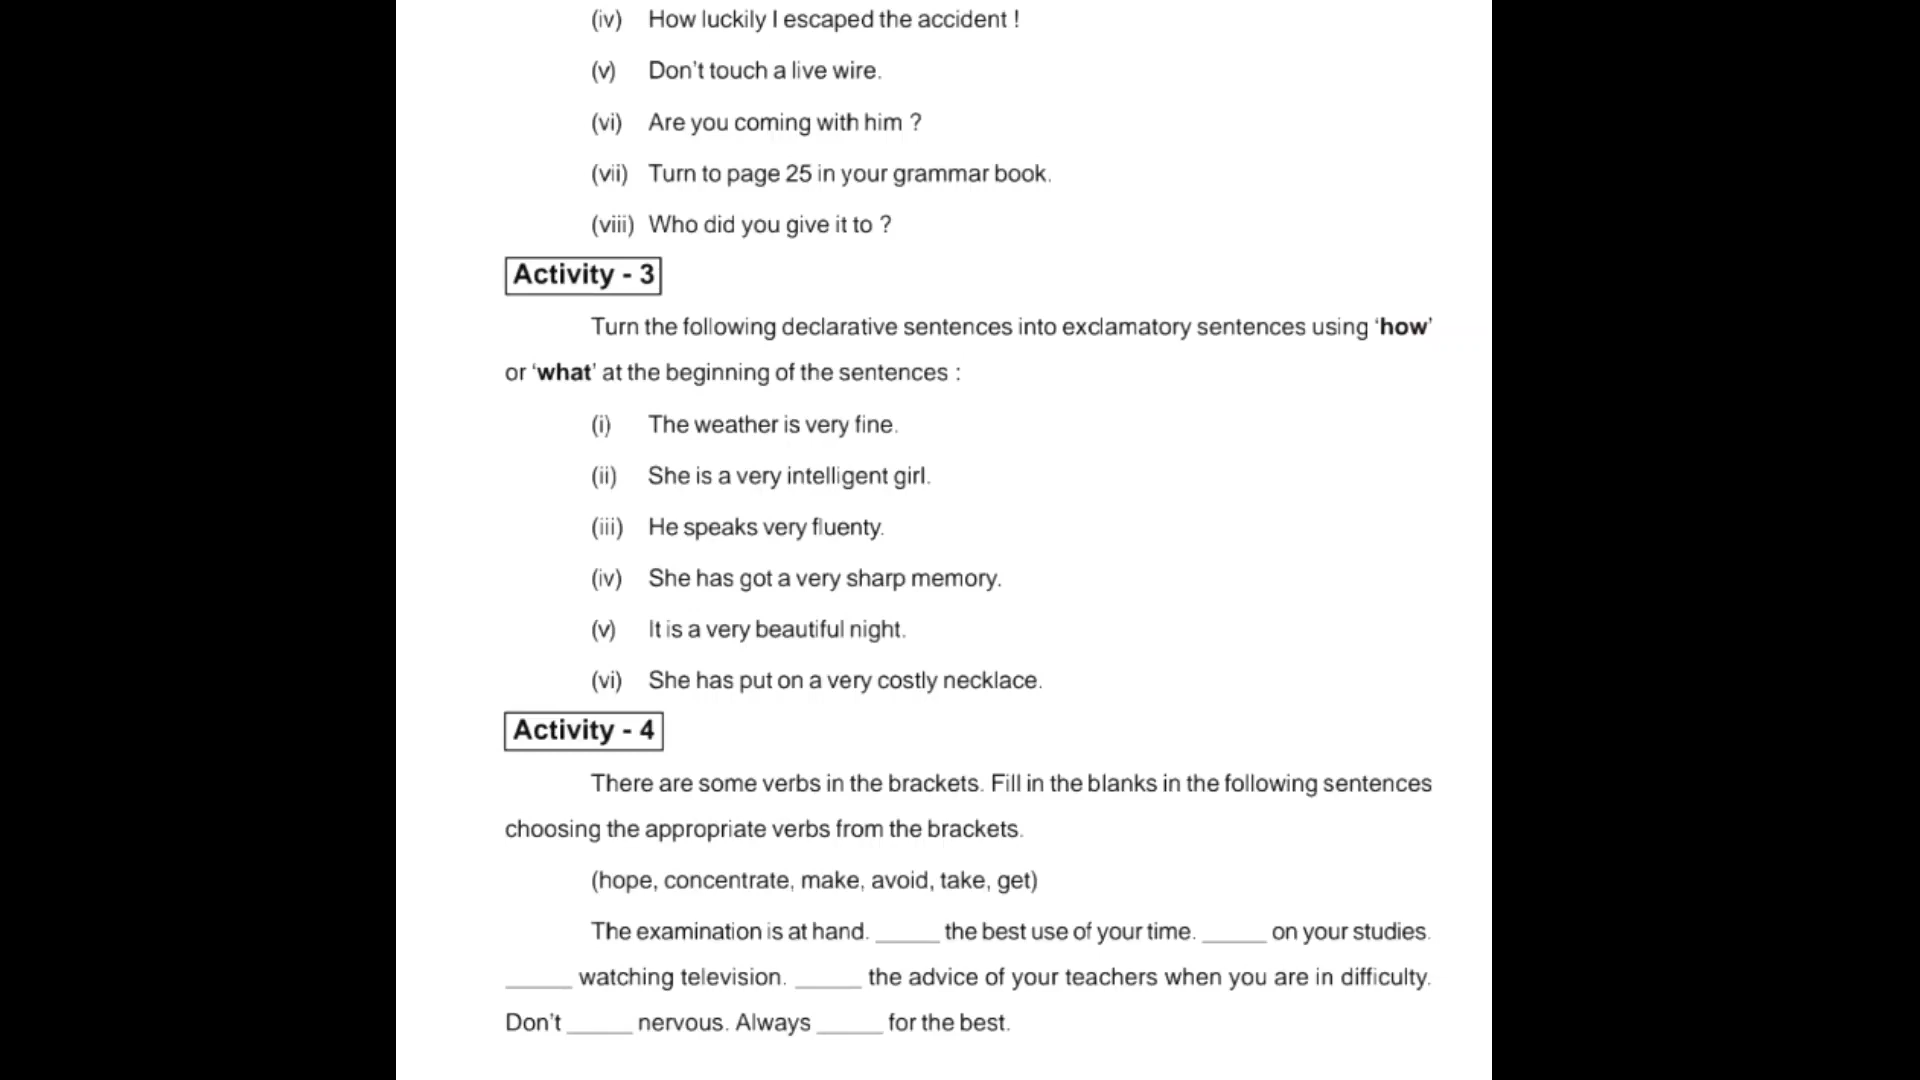 (iv) How luckily I escaped the accident !
(v) Don't touch a live wire.
(vi) Are you coming with him ?
(vii) Turn to page 25 in your grammar book.
(viii) Who did you give it to ?
Activity - 3
Turn the following declarative sentences into exclamatory sentences using ‘how’
or ‘what’ at the beginning of the sentences :
(i) The weather is very fine.
(ii) She is a very intelligent girl.
(iii) He speaks very fluenty.
(iv) She has got a very sharp memory.
(v) It is a very beautiful night.
(vi) She has put on a very costly necklace.
Activity - 4
There are some verbs in the brackets. Fill in the blanks in the following sentences
choosing the appropriate verbs from the brackets.
(hope, concentrate, make, avoid, take, get)
The examination is at hand. _____ the best use of your time. _____ on your studies.
_____ watching television. _____ the advice of your teachers when you are in difficulty.
Don't _____ nervous. Always _____ for the best.